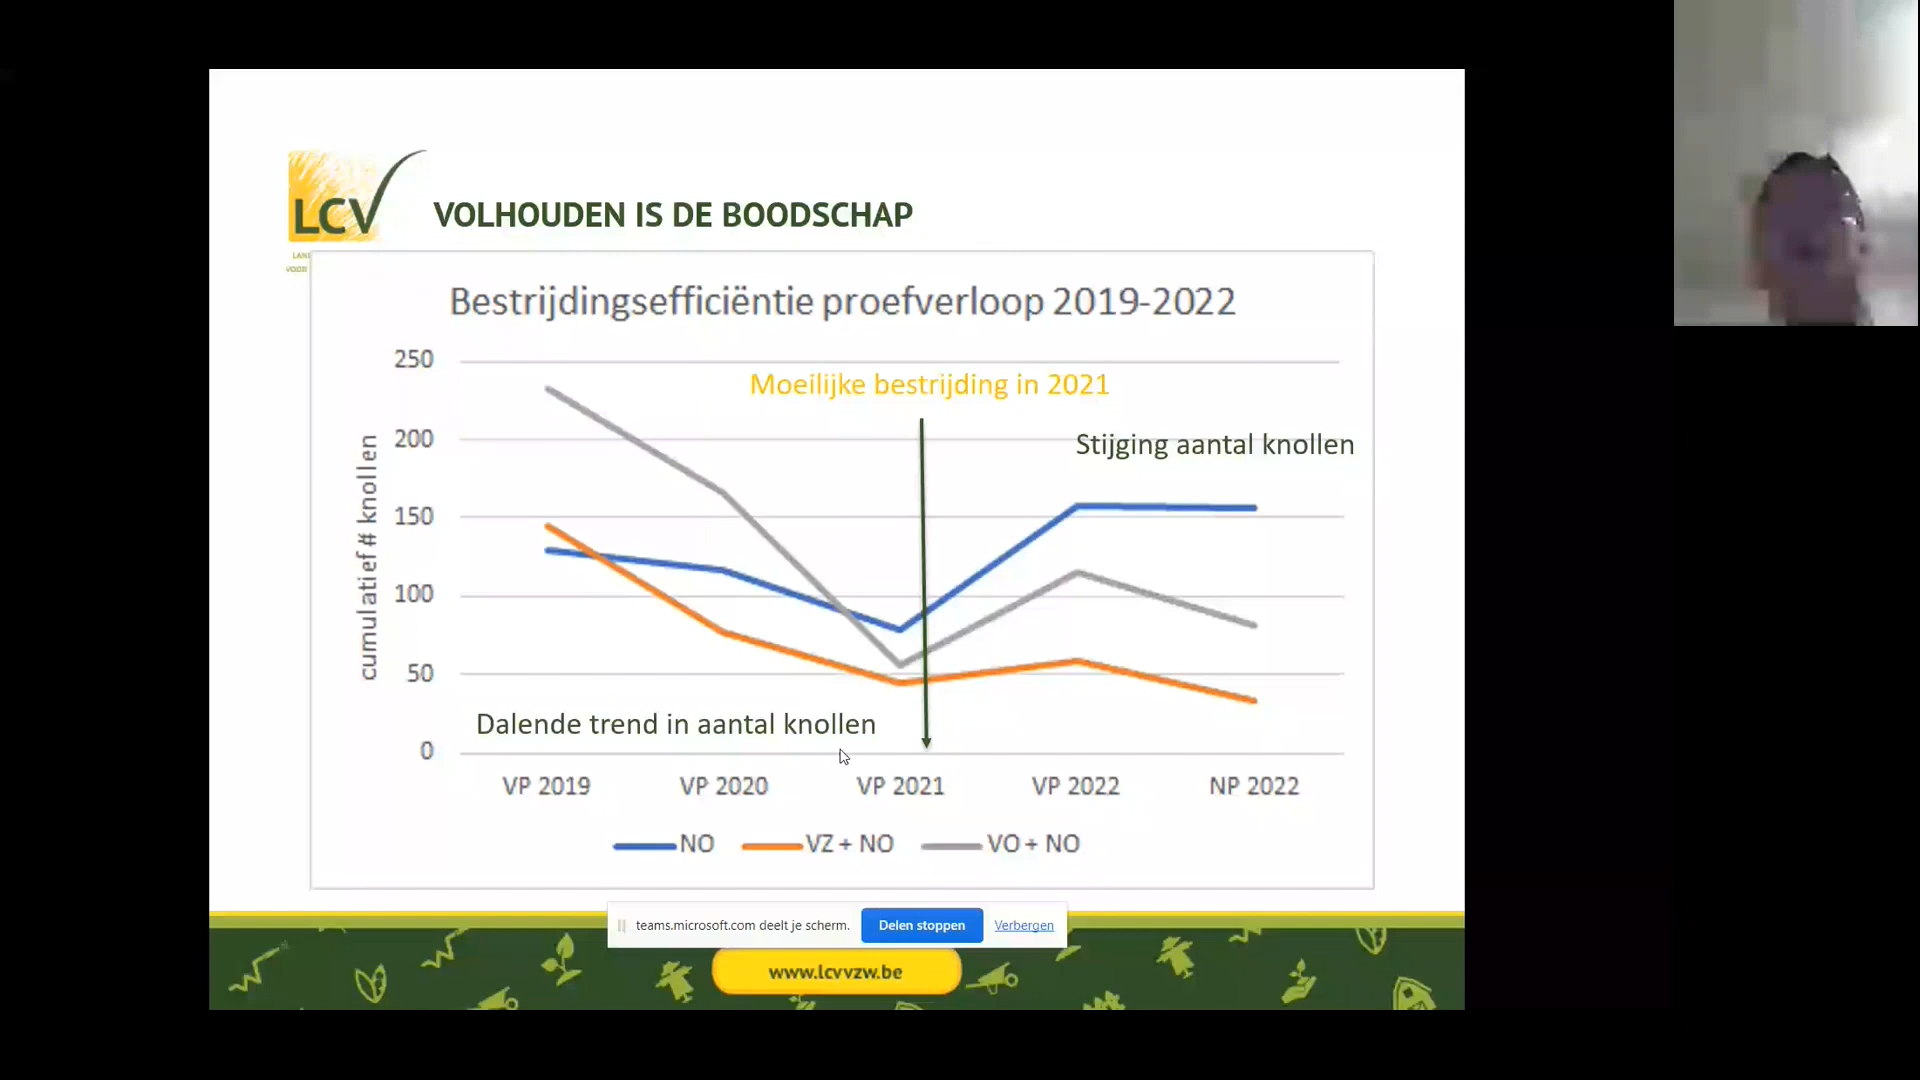 LCV
VOLHOUDEN IS DE BOODSCHAP
LAN
VOOR
Bestrijdingsefficiëntie proefverloop 2019-2022
250
200
150
100
50
0
cumulatief # knollen
Moeilijke bestrijding in 2021
Stijging aantal knollen
Dalende trend in aantal knollen
VP 2019 VP 2020 VP 2021 VP 2022 NP 2022
NO VZ + NO VO + NO
teams.microsoft.com deelt je scherm. Delen stoppen Verbergen
www.lcvvzw.be